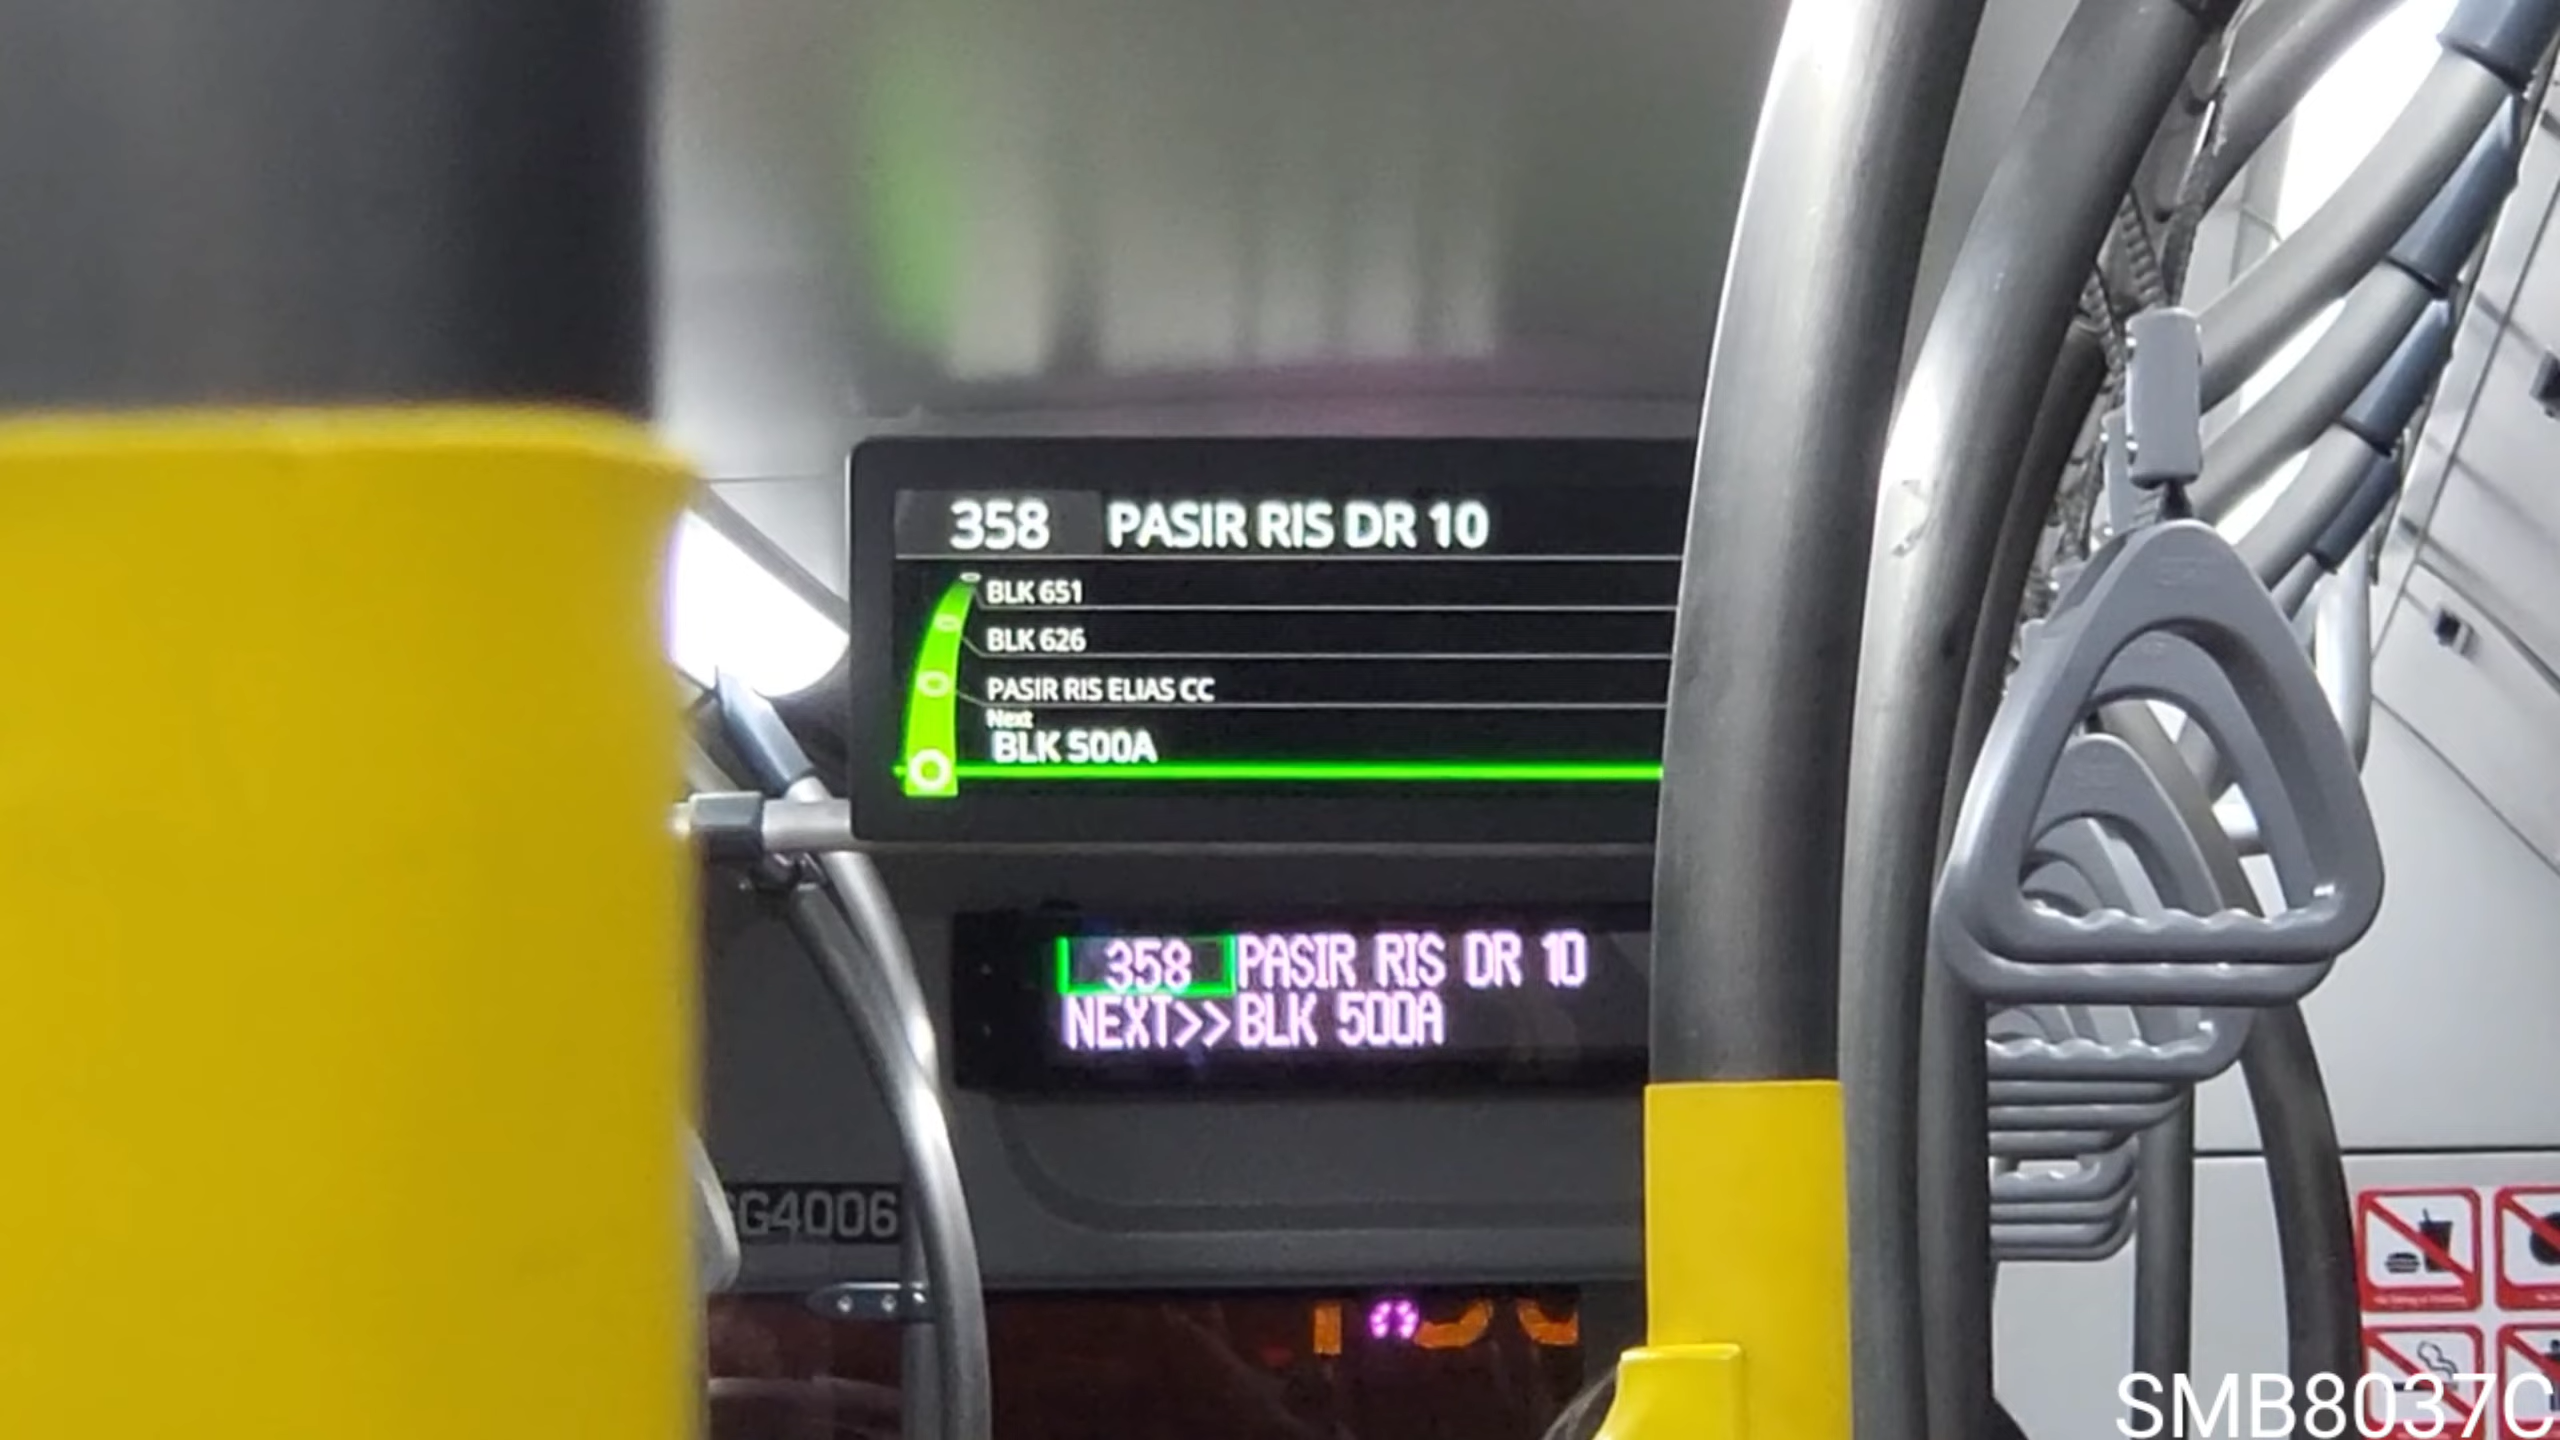 358 PASIR RIS DR 10
BLK 651
BLK 626
PASIR RIS ELIAS CC
Next
BLK 500A
358 PASIR RIS DR 10
NEXT>>BLK 500A
G4006
SMB8037C